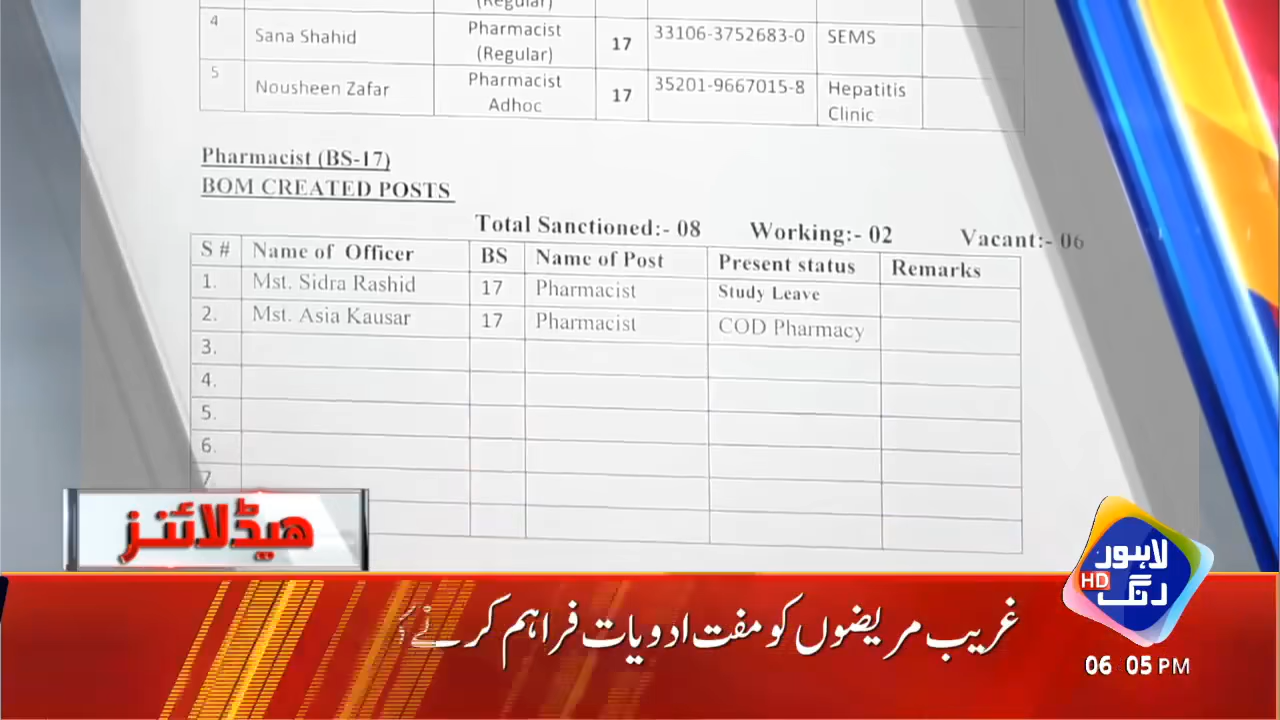 (Regular)
4 Sana Shahid Pharmacist (Regular) 17 33106-3752683-0 SEMS
5 Nousheen Zafar Pharmacist Adhoc 17 35201-9667015-8 Hepatitis Clinic
Pharmacist (BS-17)
BOM CREATED POSTS
Total Sanctioned:- 08 Working:- 02 Vacant:- 06
S # Name of Officer BS Name of Post Present status Remarks
1. Mst. Sidra Rashid 17 Pharmacist Study Leave
2. Mst. Asia Kausar 17 Pharmacist COD Pharmacy
3.
4.
5.
6.
7.
ہیڈلائنز
لاہور
HD رنگ
غریب مریضوں کو مفت ادویات فراہم کرنے
06 05 PM